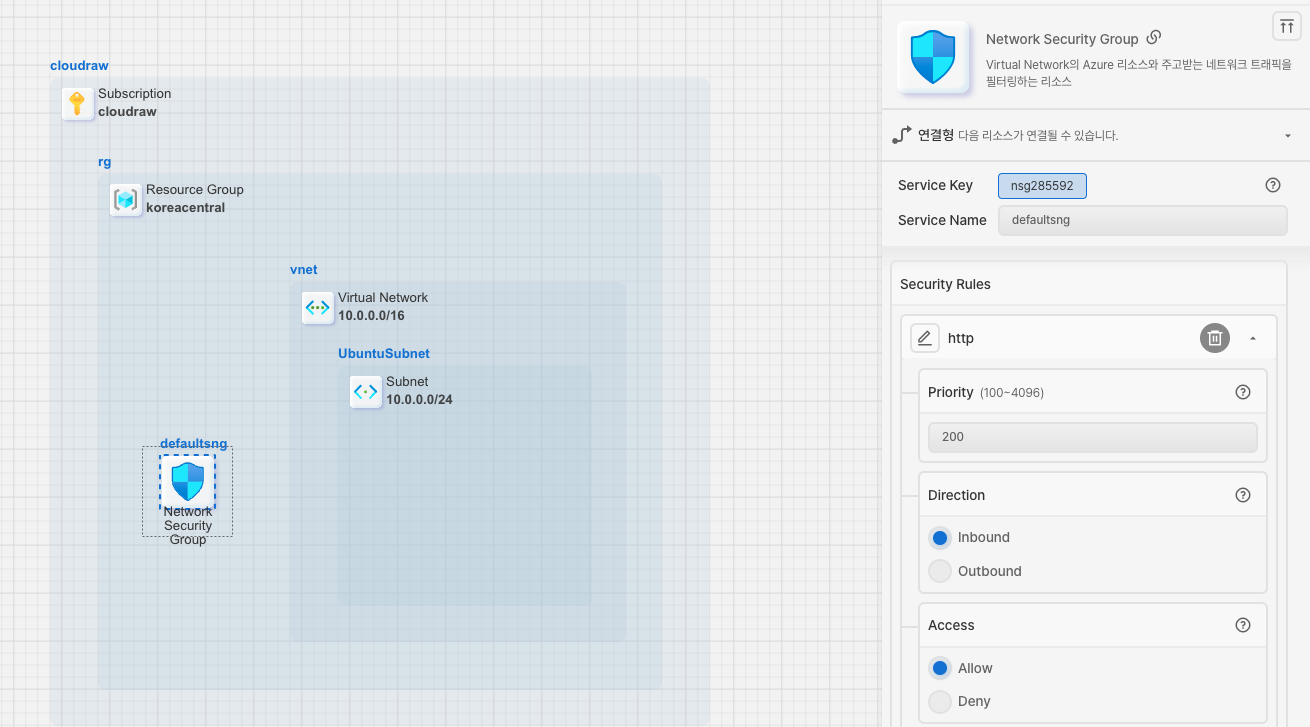 cloudraw
Subscription
cloudraw
rg
Resource Group
koreacentral
vnet
Virtual Network
10.0.0.0/16
UbuntuSubnet
Subnet
10.0.0.0/24
defaultsng
Network
Security
Group
Network Security Group
Virtual Network의 Azure 리소스와 주고받는 네트워크 트래픽을
필터링하는 리소스
연결형 다음 리소스가 연결될 수 있습니다.
Service Key nsg285592
Service Name defaultsng
Security Rules
http
Priority (100~4096)
200
Direction
Inbound
Outbound
Access
Allow
Deny